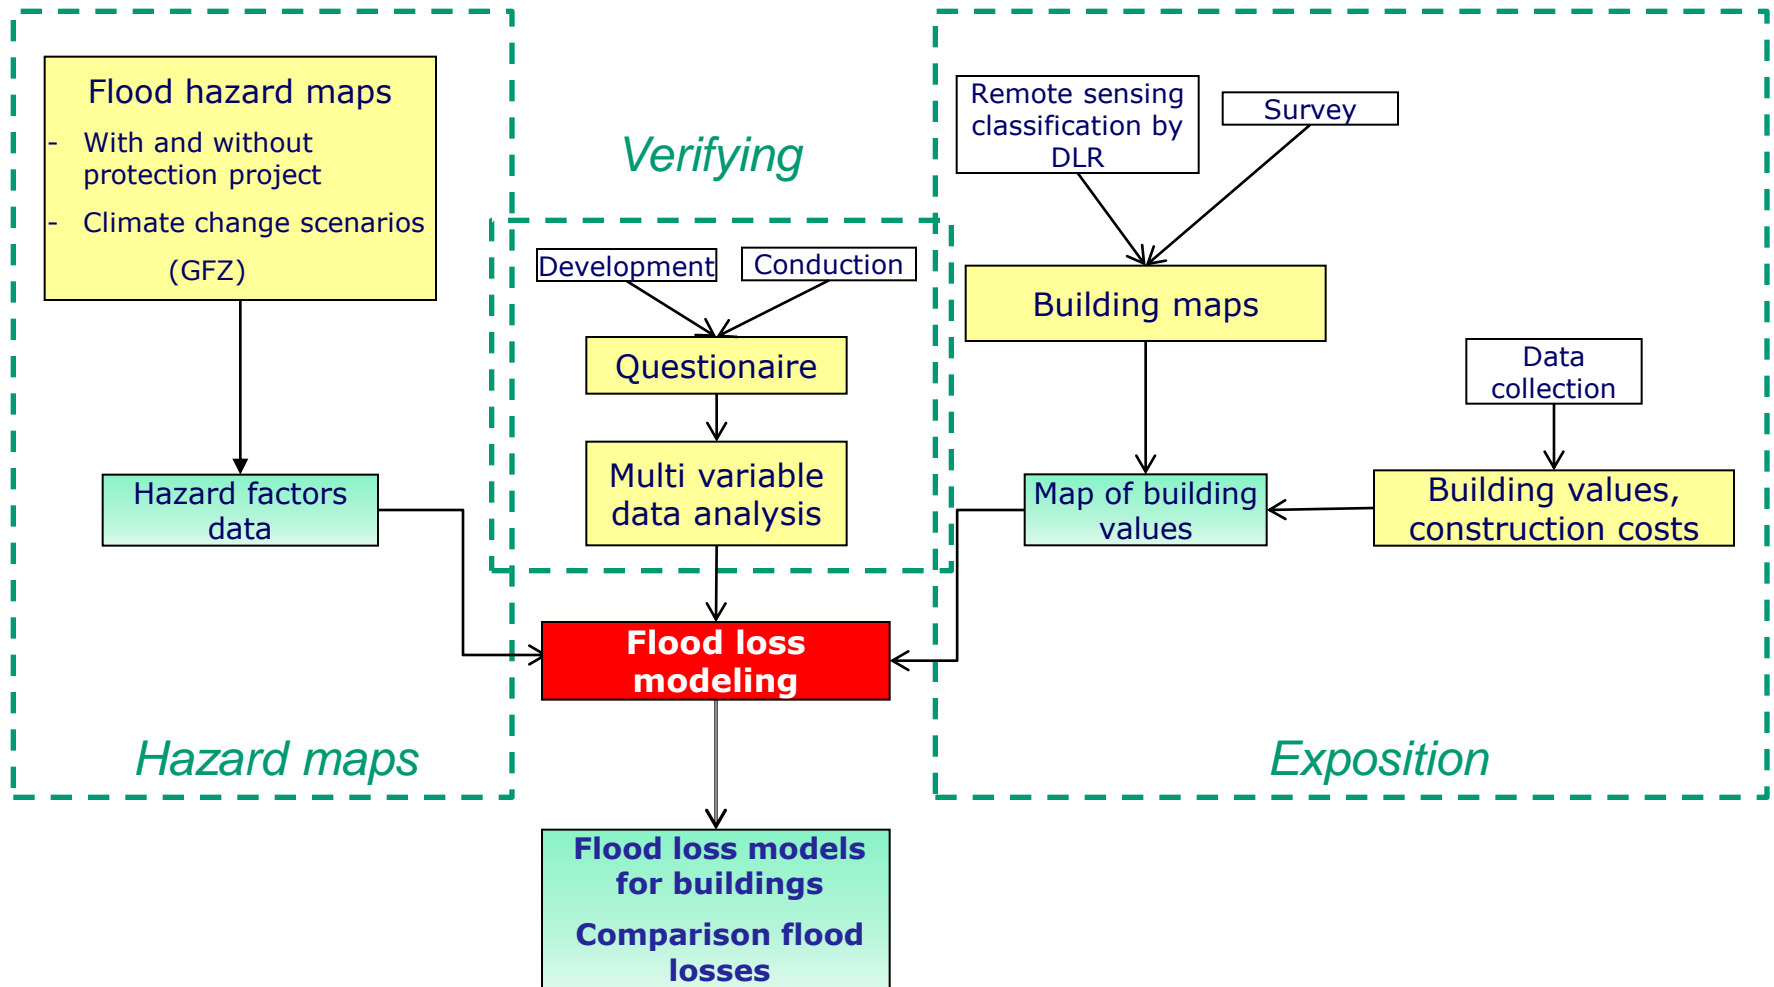 Flood hazard maps
- With and without
protection project
- Climate change scenarios
(GFZ)
Hazard factors
data
Hazard maps
Verifying
Development
Conduction
Questionaire
Multi variable
data analysis
Flood loss
modeling
Flood loss models
for buildings
Comparison flood
losses
Remote sensing
classification by
DLR
Survey
Building maps
Data
collection
Map of building
values
Building values,
construction costs
Exposition